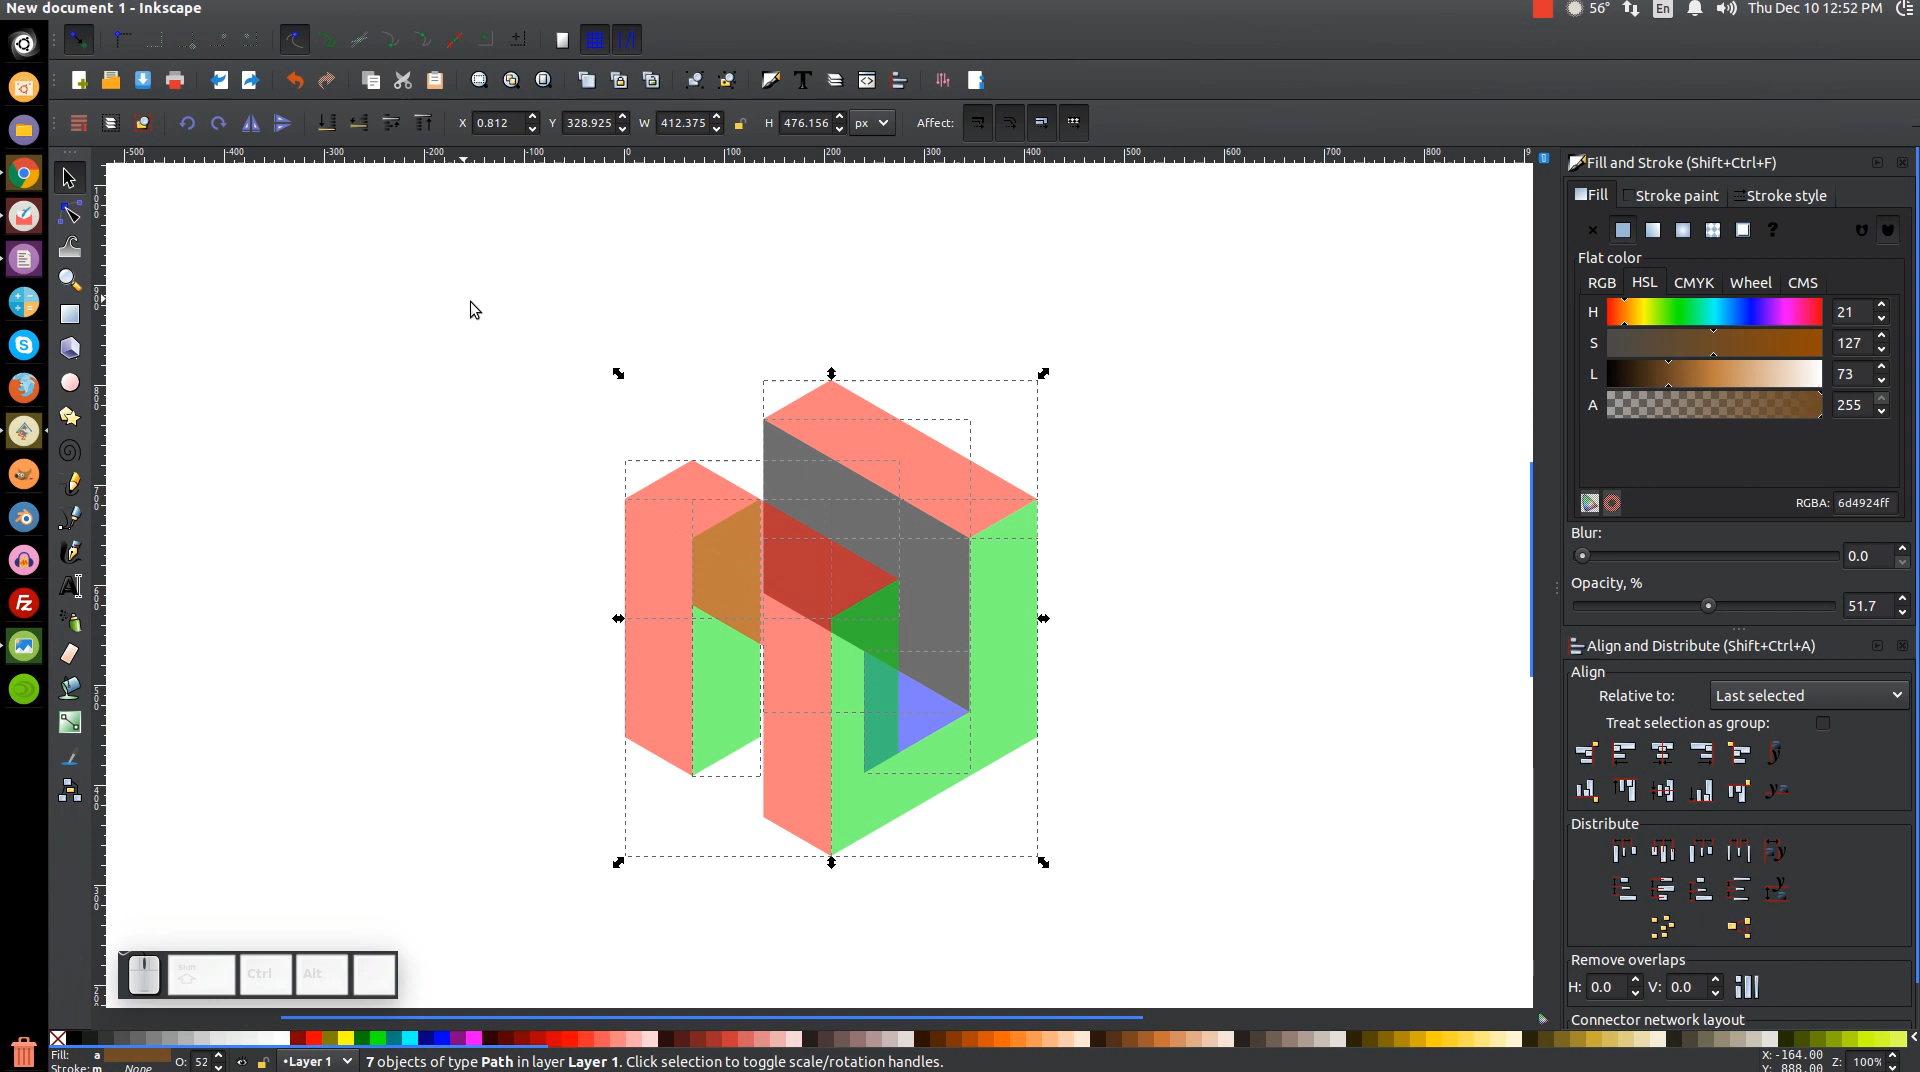 New document 1 - Inkscape
56°
En
Thu Dec 10 12:52 PM
X 0.812 Y 328.925 W 412.375 H 476.156 px Affect:
-500 -400 -300 -200 -100 0 100 200 300 400 500 600 700 800 9
Fill and Stroke (Shift+Ctrl+F)
Fill Stroke paint Stroke style
?
Flat color
RGB HSL CMYK Wheel CMS
H 21
S 127
L 73
A 255
RGBA: 6d4924ff
Blur:
0.0
Opacity, %
51.7
Align and Distribute (Shift+Ctrl+A)
Align
Relative to: Last selected
Treat selection as group:
Distribute
Remove overlaps
H: 0.0 V: 0.0
Connector network layout
Shift Ctrl Alt
Fill: a O: 52 •Layer 1 7 objects of type Path in layer Layer 1. Click selection to toggle scale/rotation handles. X: -164.00 Z: 100%
Stroke: m None Y: 888.00